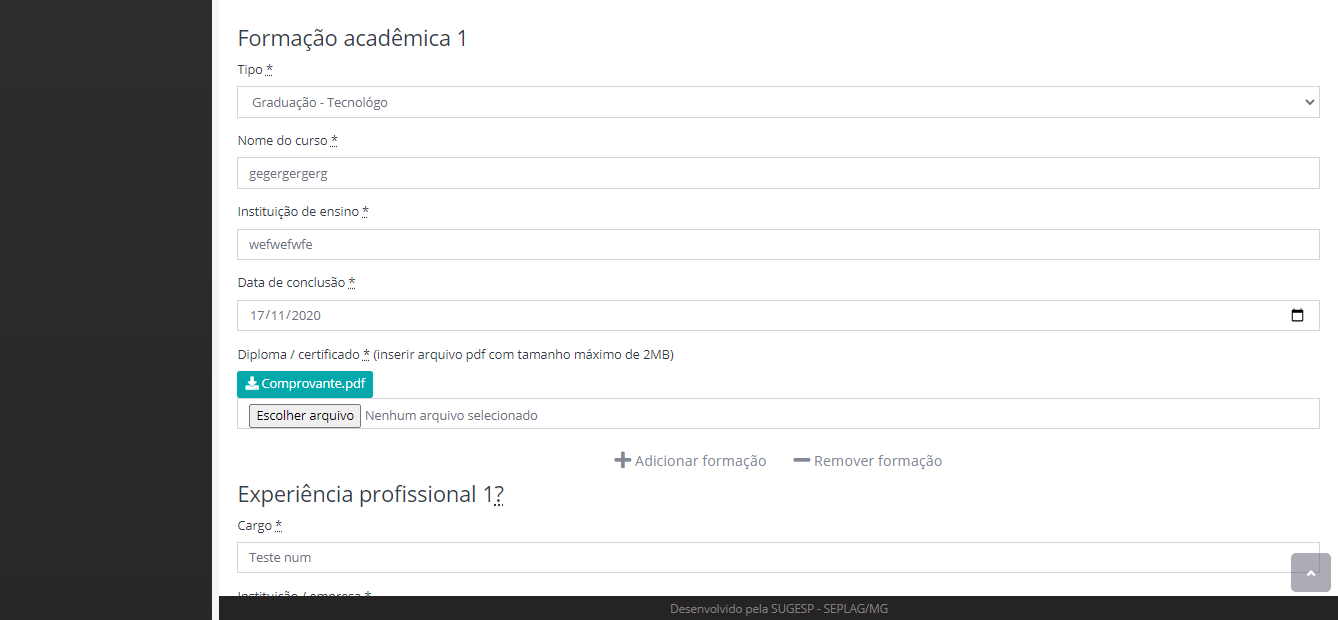 Formação acadêmica 1
Tipo *
Graduação - Tecnológo
Nome do curso *
gegergergerg
Instituição de ensino *
wefwefwfe
Data de conclusão *
17/11/2020
Diploma / certificado * (inserir arquivo pdf com tamanho máximo de 2MB)
Comprovante.pdf
Escolher arquivo Nenhum arquivo selecionado
Adicionar formação Remover formação
Experiência profissional 1?
Cargo *
Teste num
Instituição / empresa *
Desenvolvido pela SUGESP - SEPLAG/MG